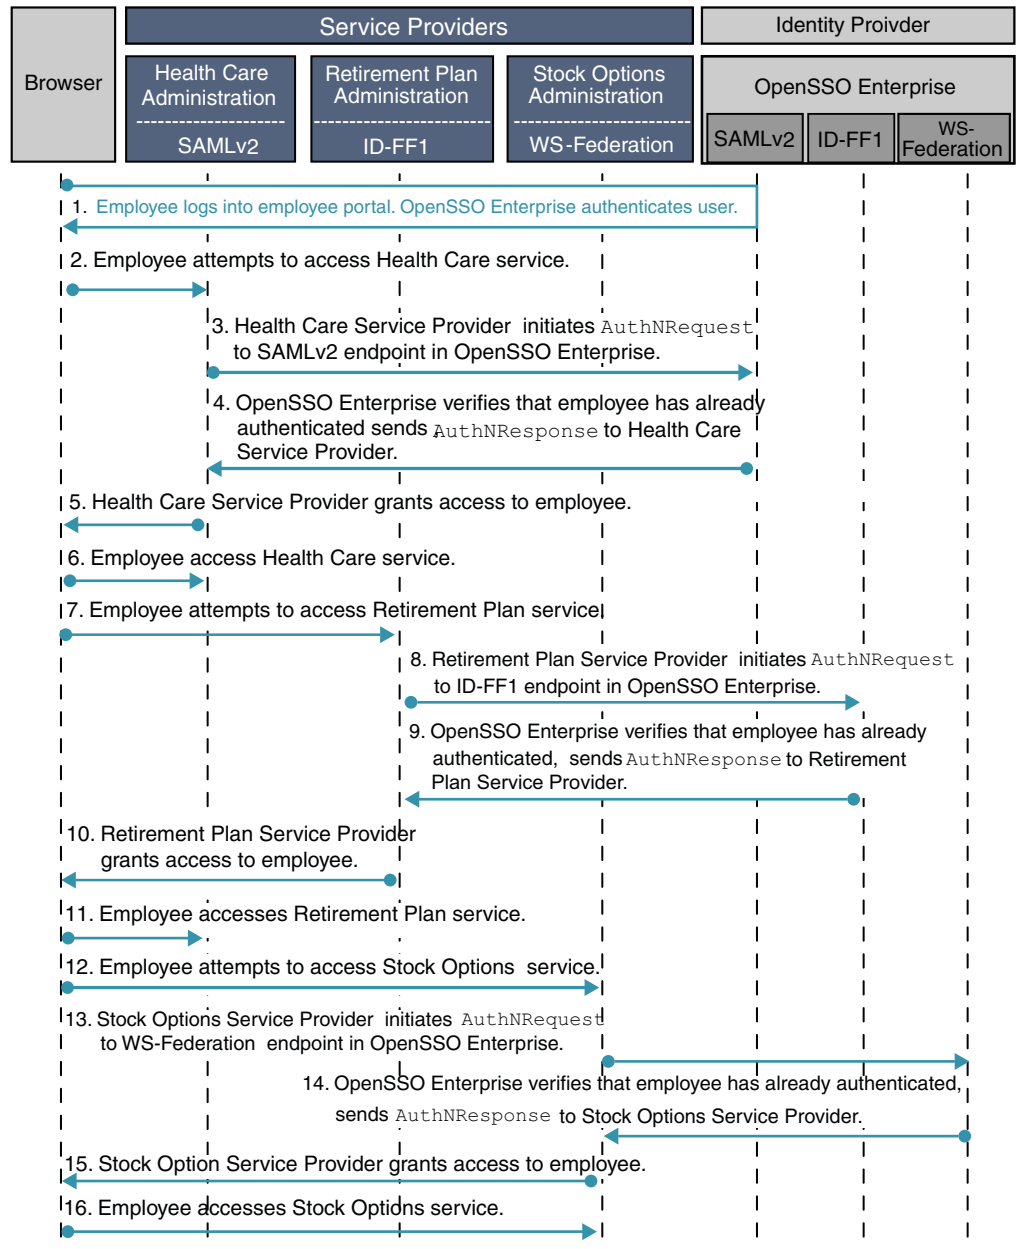 Service Providers
Identity Proivder
Browser
Health Care
Administration
SAMLv2
Retirement Plan
Administration
ID-FF1
Stock Options
Administration
WS-Federation
OpenSSO Enterprise
SAMLv2
ID-FF1
WS-
Federation
1. Employee logs into employee portal. OpenSSO Enterprise authenticates user.
2. Employee attempts to access Health Care service.
3. Health Care Service Provider initiates AuthNRequest
to SAMLv2 endpoint in OpenSSO Enterprise.
4. OpenSSO Enterprise verifies that employee has already
authenticated sends AuthNResponse to Health Care
Service Provider.
5. Health Care Service Provider grants access to employee.
6. Employee access Health Care service.
7. Employee attempts to access Retirement Plan service.
8. Retirement Plan Service Provider initiates AuthNRequest
to ID-FF1 endpoint in OpenSSO Enterprise.
9. OpenSSO Enterprise verifies that employee has already
authenticated, sends AuthNResponse to Retirement
Plan Service Provider.
10. Retirement Plan Service Provider
grants access to employee.
11. Employee accesses Retirement Plan service.
12. Employee attempts to access Stock Options service.
13. Stock Options Service Provider initiates AuthNRequest
to WS-Federation endpoint in OpenSSO Enterprise.
14. OpenSSO Enterprise verifies that employee has already authenticated,
sends AuthNResponse to Stock Options Service Provider.
15. Stock Option Service Provider grants access to employee.
16. Employee accesses Stock Options service.